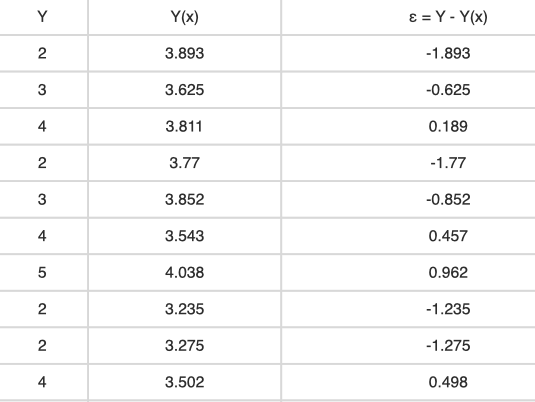 Y Y(x) ε = Y - Y(x)
2 3.893 -1.893
3 3.625 -0.625
4 3.811 0.189
2 3.77 -1.77
3 3.852 -0.852
4 3.543 0.457
5 4.038 0.962
2 3.235 -1.235
2 3.275 -1.275
4 3.502 0.498